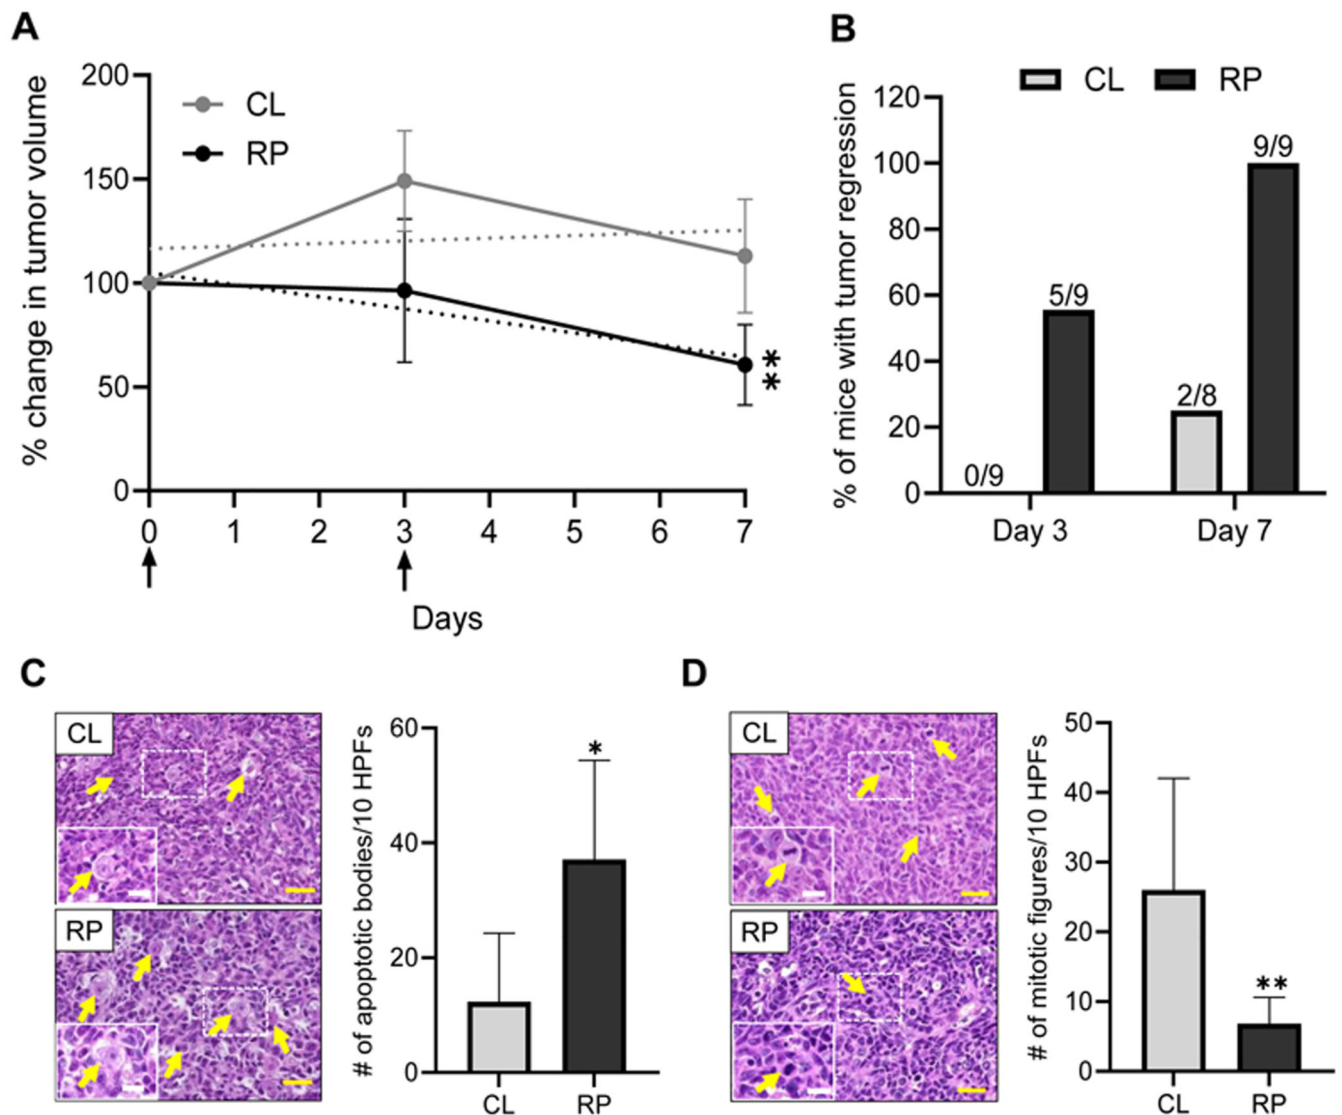 A
% change in tumor volume
200
150
100
50
0
CL
RP
**
0 1 2 3 4 5 6 7
Days
B
% of mice with tumor regression
CL RP
120
100
80
60
40
20
0
0/9
5/9
2/8
9/9
Day 3 Day 7
C
CL
RP
# of apoptotic bodies/10 HPFs
60
40
20
0
*
CL RP
D
CL
RP
# of mitotic figures/10 HPFs
50
40
30
20
10
0
**
CL RP